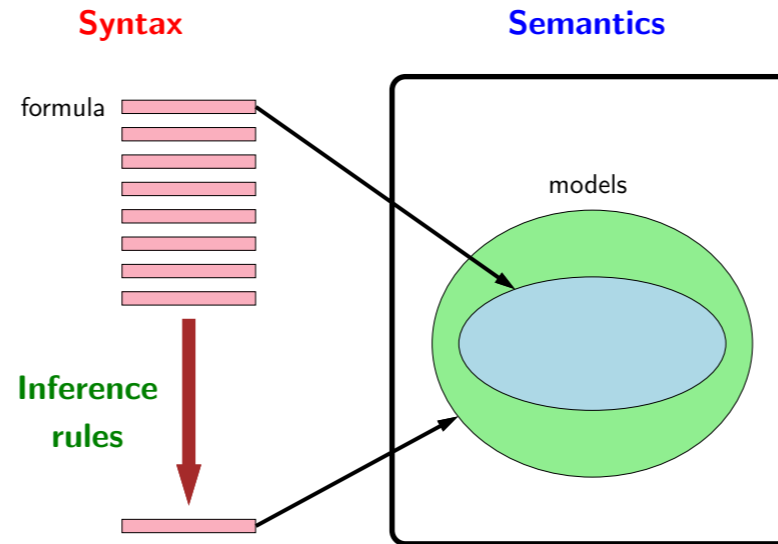 Syntax
Semantics
formula
models
Inference
rules